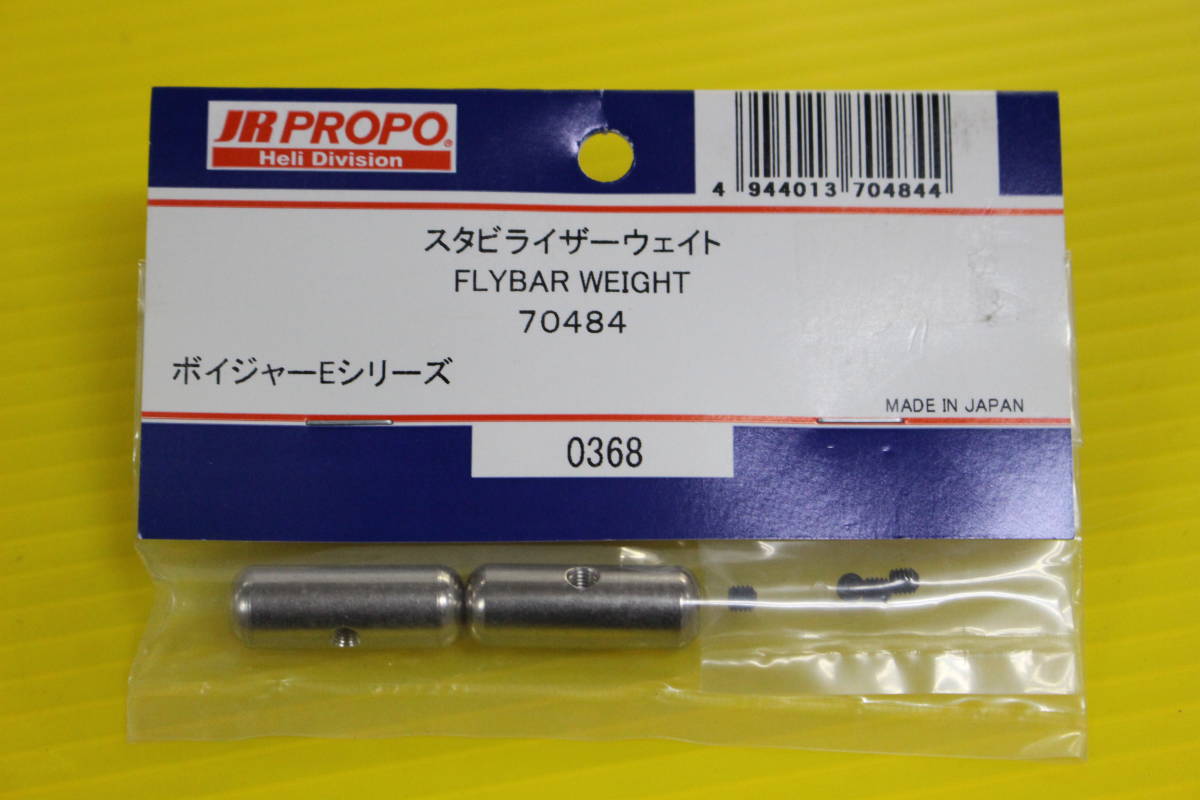 JR PROPO®
Heli Division
4 944013 704844
スタビライザーウェイト
FLYBAR WEIGHT
70484
ボイジャーEシリーズ
MADE IN JAPAN
0368